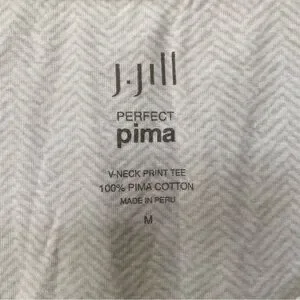 J.Jill
PERFECT
pima
V-NECK PRINT TEE
100% PIMA COTTON
MADE IN PERU
M